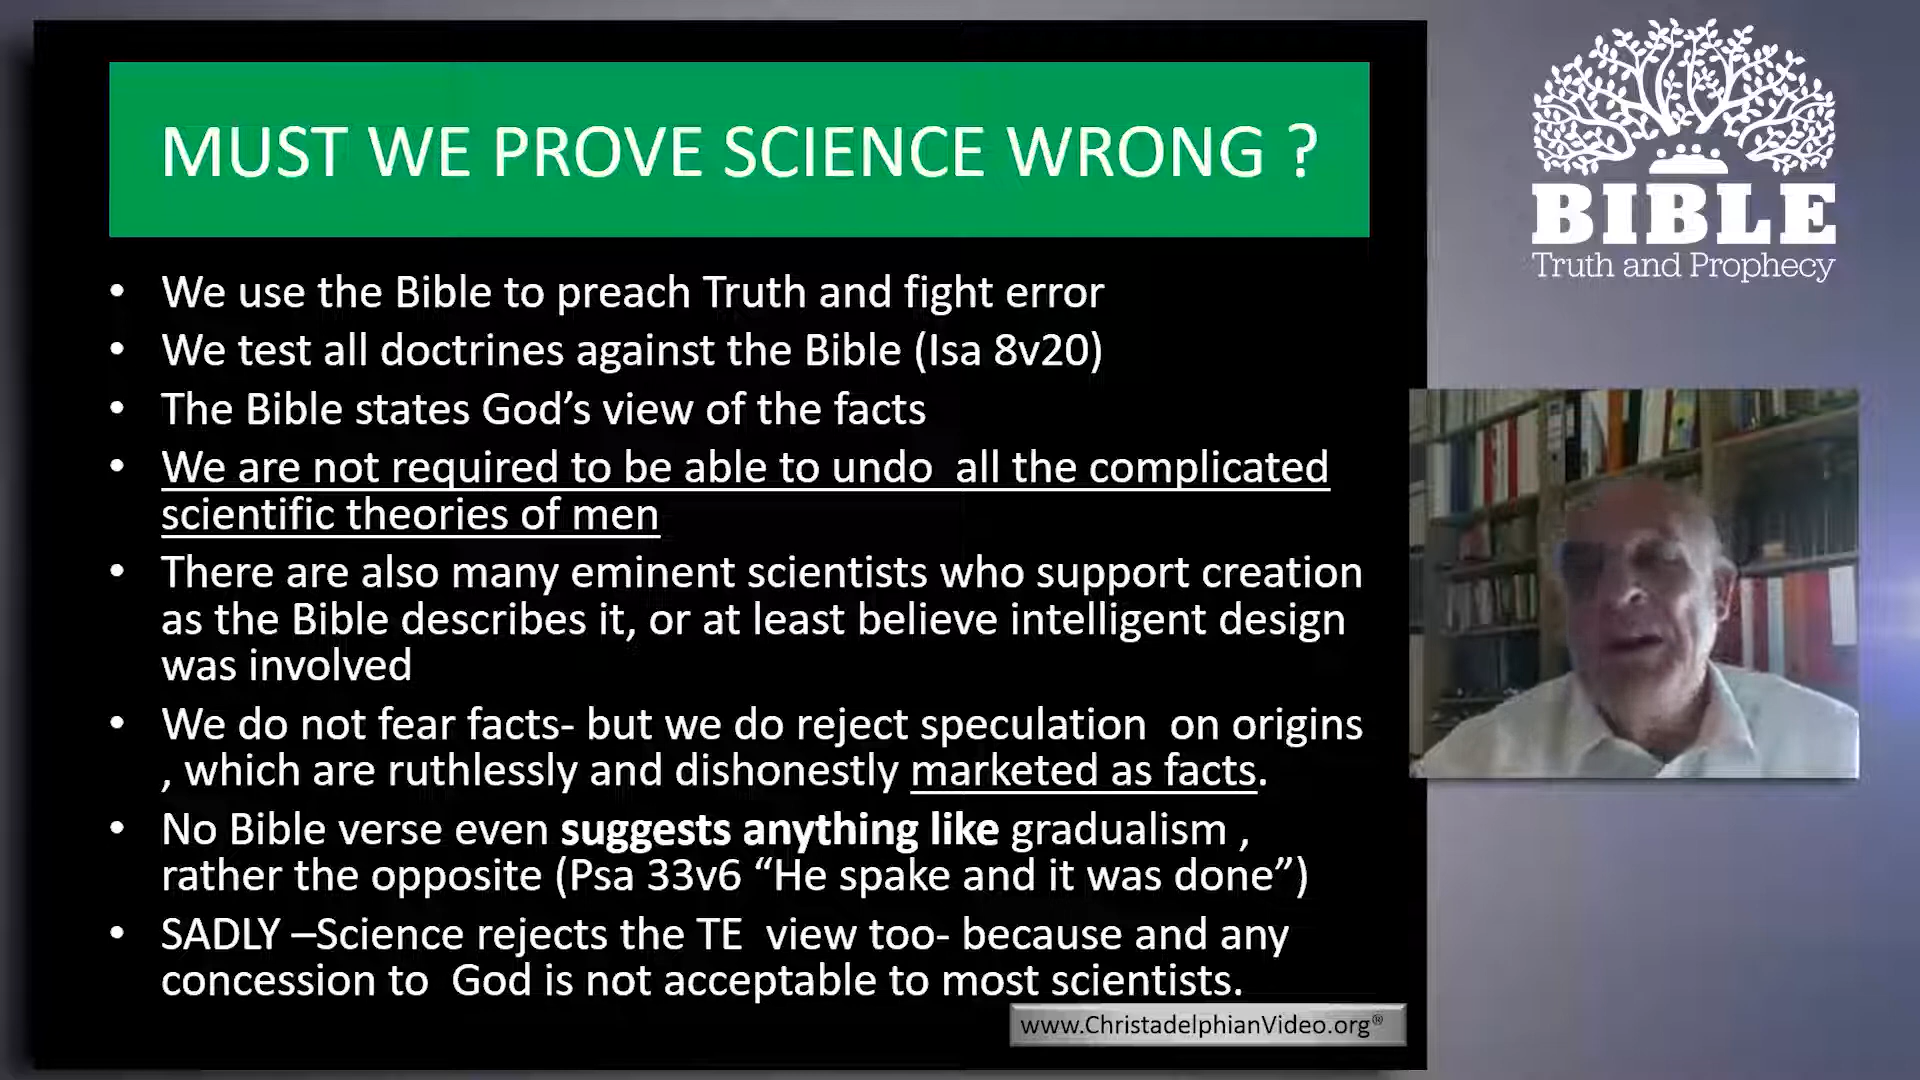 MUST WE PROVE SCIENCE WRONG ?
• We use the Bible to preach Truth and fight error
• We test all doctrines against the Bible (Isa 8v20)
• The Bible states God’s view of the facts
• We are not required to be able to undo  all the complicated
scientific theories of men
• There are also many eminent scientists who support creation
as the Bible describes it, or at least believe intelligent design
was involved
• We do not fear facts- but we do reject speculation  on origins
, which are ruthlessly and dishonestly marketed as facts.
• No Bible verse even suggests anything like gradualism ,
rather the opposite (Psa 33v6 “He spake and it was done”)
• SADLY –Science rejects the TE  view too- because and any
concession to  God is not acceptable to most scientists.
www.ChristadelphianVideo.org®
BIBLE
Truth and Prophecy